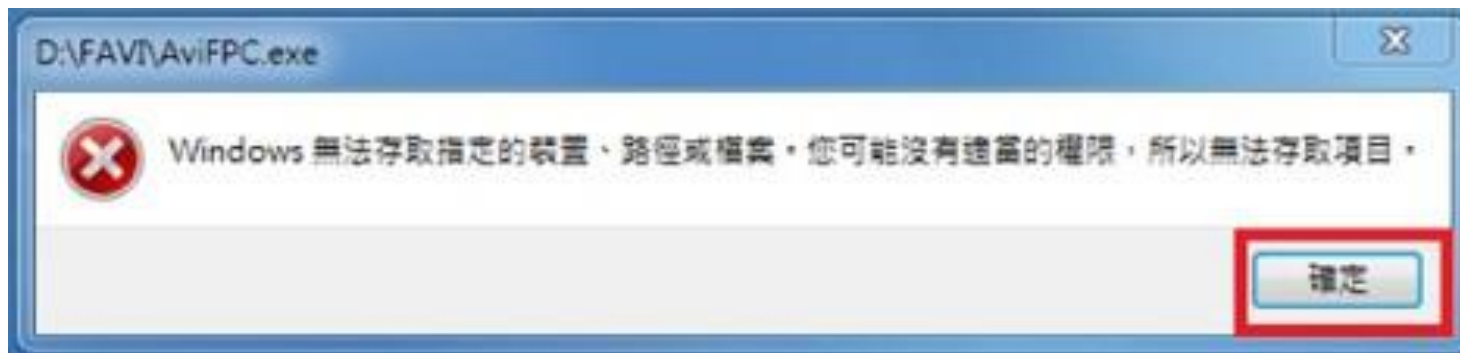 D:\FAVI\AviFPC.exe
Windows 無法存取指定的裝置、路徑或檔案。您可能沒有適當的權限，所以無法存取項目。
確定